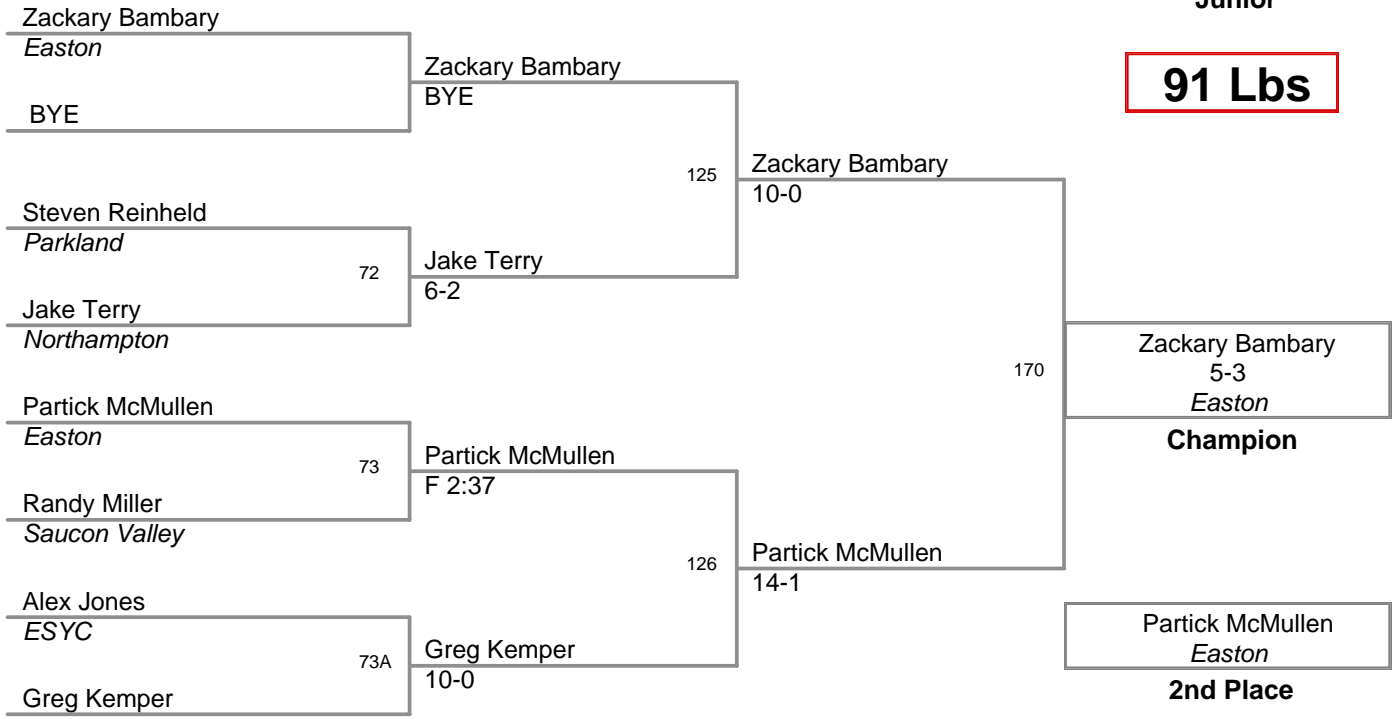 Junior
91 Lbs
Zackary Bambary
Easton
BYE
Steven Reinheld
Parkland
72
Jake Terry
Northampton
Partick McMullen
Easton
73
Randy Miller
Saucon Valley
Alex Jones
ESYC
73A
Greg Kemper
Zackary Bambary
BYE
125
Jake Terry
6-2
Partick McMullen
F 2:37
126
Greg Kemper
10-0
Zackary Bambary
10-0
170
Partick McMullen
14-1
Zackary Bambary
5-3
Easton
Champion
Partick McMullen
Easton
2nd Place